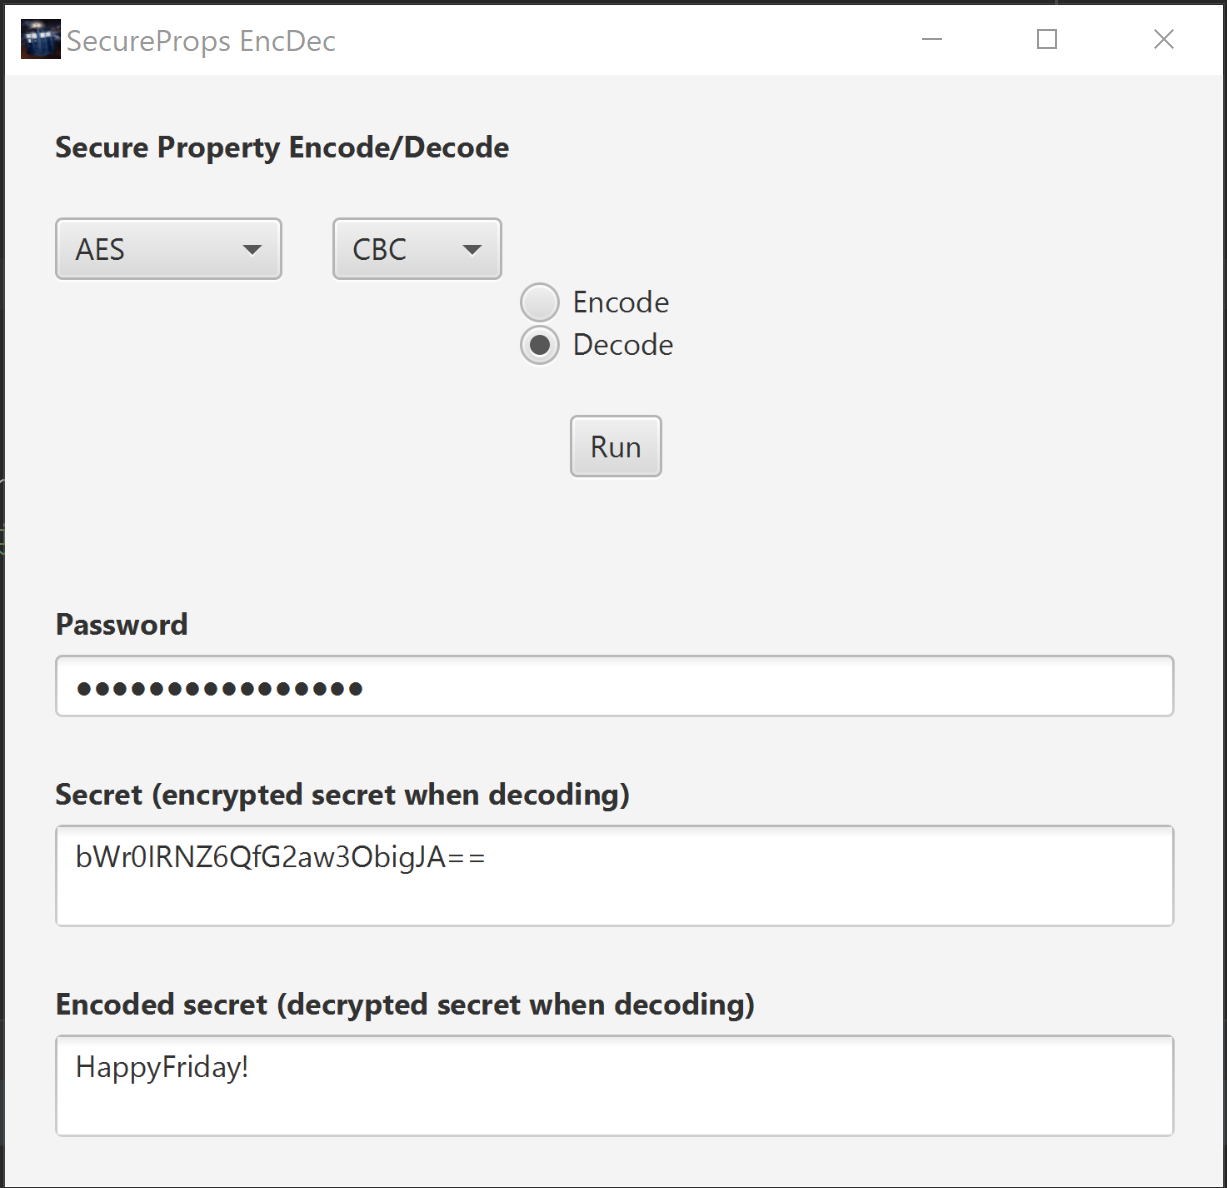 SecureProps EncDec
Secure Property Encode/Decode
AES CBC
Encode
Decode
Run
Password
●●●●●●●●●●●●●●●●
Secret (encrypted secret when decoding)
bWr0IRNZ6QfG2aw3ObigJA==
Encoded secret (decrypted secret when decoding)
HappyFriday!